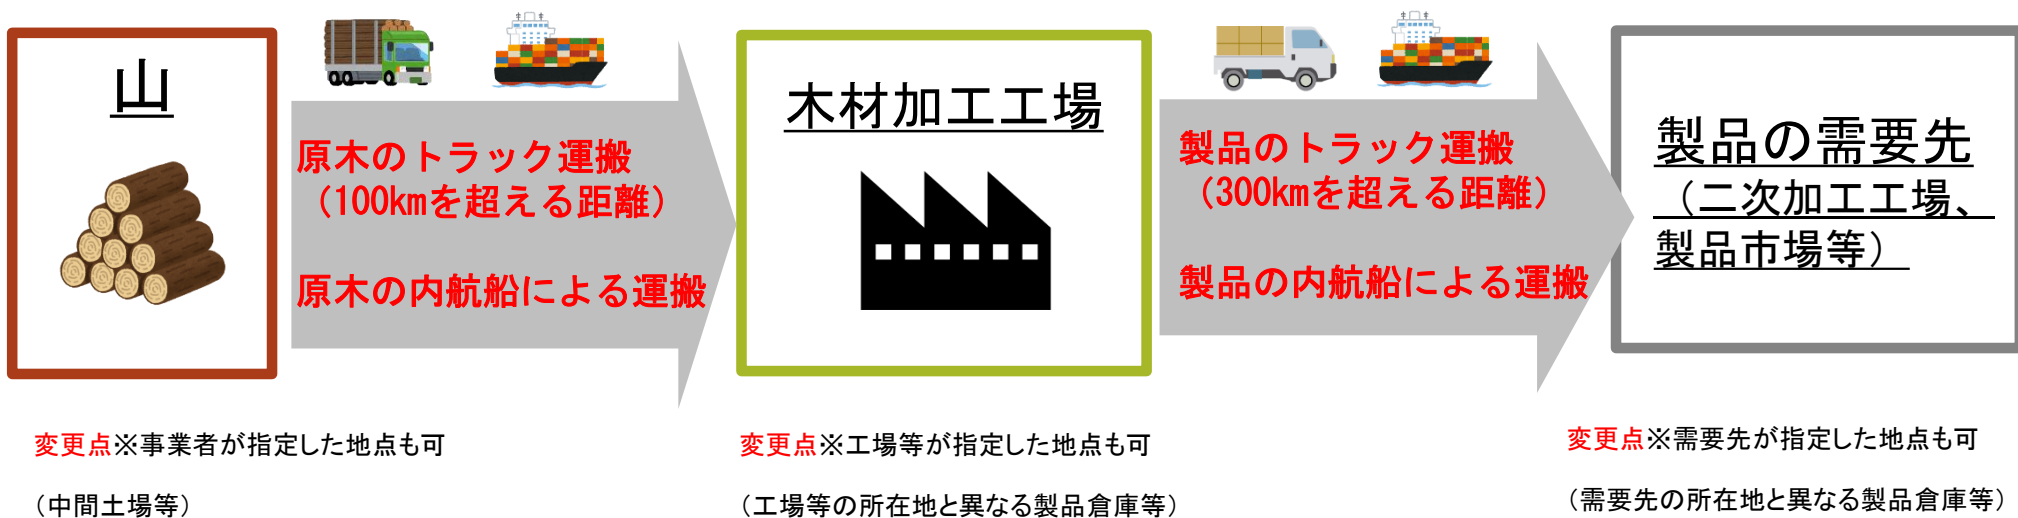 山
原木のトラック運搬
（100kmを超える距離）
原木の内航船による運搬
木材加工工場
製品のトラック運搬
（300kmを超える距離）
製品の内航船による運搬
製品の需要先
（二次加工工場、
製品市場等）
変更点※事業者が指定した地点も可
（中間土場等）
変更点※工場等が指定した地点も可
（工場等の所在地と異なる製品倉庫等）
変更点※需要先が指定した地点も可
（需要先の所在地と異なる製品倉庫等）